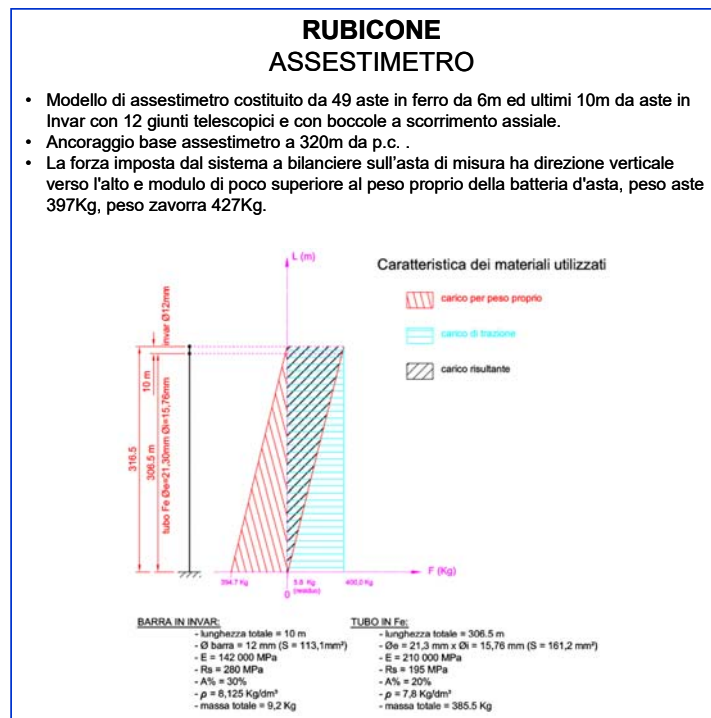 RUBICONE
ASSESTIMETRO
• Modello di assestimetro costituito da 49 aste in ferro da 6m ed ultimi 10m da aste in
Invar con 12 giunti telescopici e con boccole a scorrimento assiale.
• Ancoraggio base assestimetro a 320m da p.c. .
• La forza imposta dal sistema a bilanciere sull'asta di misura ha direzione verticale
verso l'alto e modulo di poco superiore al peso proprio della batteria d'asta, peso aste
397Kg, peso zavorra 427Kg.
L (m)
Caratteristica dei materiali utilizzati
carico per peso proprio
carico di trazione
carico risultante
invar Ø12mm
10 m
316.5
306.5 m
tubo Fe Øe=21,30mm Øi=15,76mm
F (Kg)
394.7 Kg
0
5.8 Kg
(residuo)
400,0 Kg
BARRA IN INVAR:
- lunghezza totale = 10 m
- Ø barra = 12 mm (S = 113,1mm²)
- E = 142 000 MPa
- Rs = 280 MPa
- A% = 30%
- ρ = 8,125 Kg/dm³
- massa totale = 9,2 Kg
TUBO IN Fe:
- lunghezza totale = 306.5 m
- Øe = 21,3 mm x Øi = 15,76 mm (S = 161,2 mm²)
- E = 210 000 MPa
- Rs = 195 MPa
- A% = 20%
- ρ = 7,8 Kg/dm³
- massa totale = 385.5 Kg